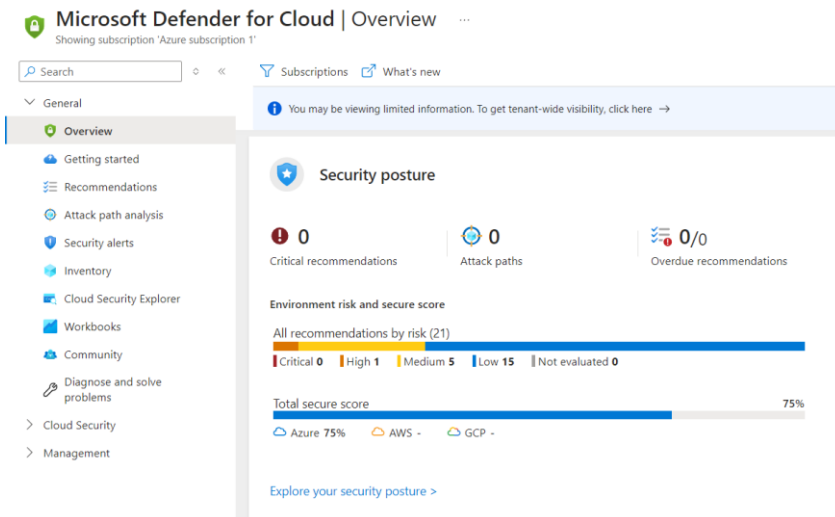 Microsoft Defender for Cloud | Overview ...
Showing subscription 'Azure subscription 1'
Search
General
Overview
Getting started
Recommendations
Attack path analysis
Security alerts
Inventory
Cloud Security Explorer
Workbooks
Community
Diagnose and solve
problems
Cloud Security
Management
Subscriptions What's new
You may be viewing limited information. To get tenant-wide visibility, click here →
Security posture
0
Critical recommendations
0
Attack paths
0/0
Overdue recommendations
Environment risk and secure score
All recommendations by risk (21)
Critical 0 High 1 Medium 5 Low 15 Not evaluated 0
Total secure score 75%
Azure 75% AWS - GCP -
Explore your security posture >